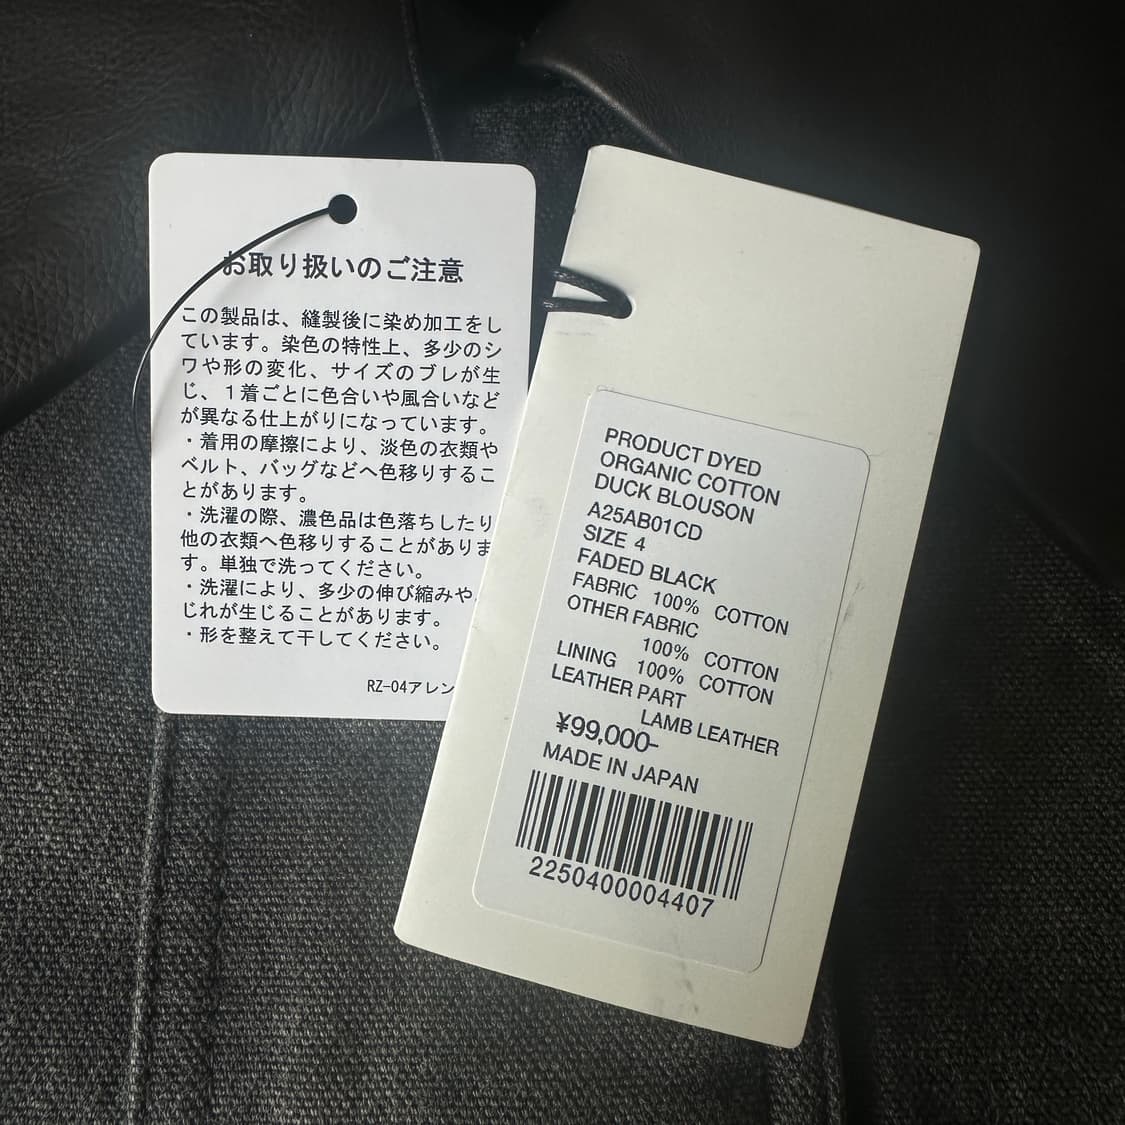 お取り扱いのご注意
この製品は、縫製後に染め加工をし
ています。染色の特性上、多少のシ
ワや形の変化、サイズのブレが生
じ、１着ごとに色合いや風合いなど
が異なる仕上がりになっています。
・着用の摩擦により、淡色の衣類や
ベルト、バッグなどへ色移りするこ
とがあります。
・洗濯の際、濃色品は色落ちしたり
他の衣類へ色移りすることがありま
す。単独で洗ってください。
・洗濯により、多少の伸び縮みや
じれが生じることがあります。
・形を整えて干してください。
RZ-04アレン
PRODUCT DYED
ORGANIC COTTON
DUCK BLOUSON
A25AB01CD
SIZE 4
FADED BLACK
FABRIC 100% COTTON
OTHER FABRIC
100% COTTON
LINING 100% COTTON
LEATHER PART
LAMB LEATHER
¥99,000-
MADE IN JAPAN
2250400004407